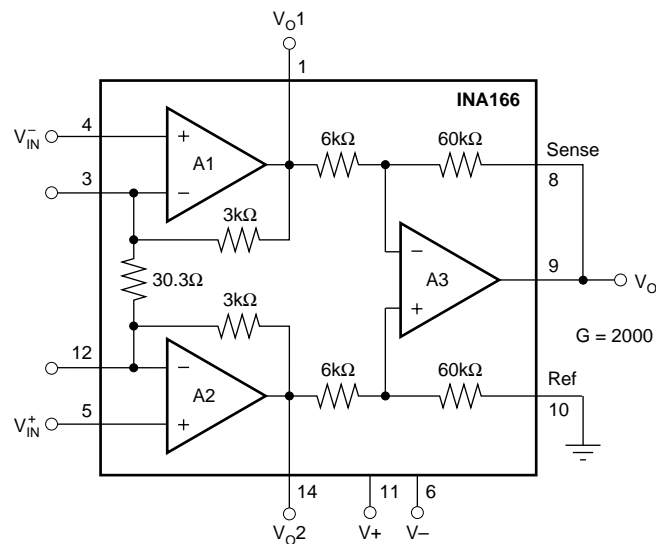 V_O1
1
INA166
V_IN^–
4
+
A1
–
3
6kΩ
60kΩ
Sense
8
3kΩ
30.3Ω
3kΩ
–
A3
+
9
V_O
G = 2000
12
–
A2
+
V_IN^+
5
6kΩ
60kΩ
Ref
10
14
11
6
V_O2
V+
V–